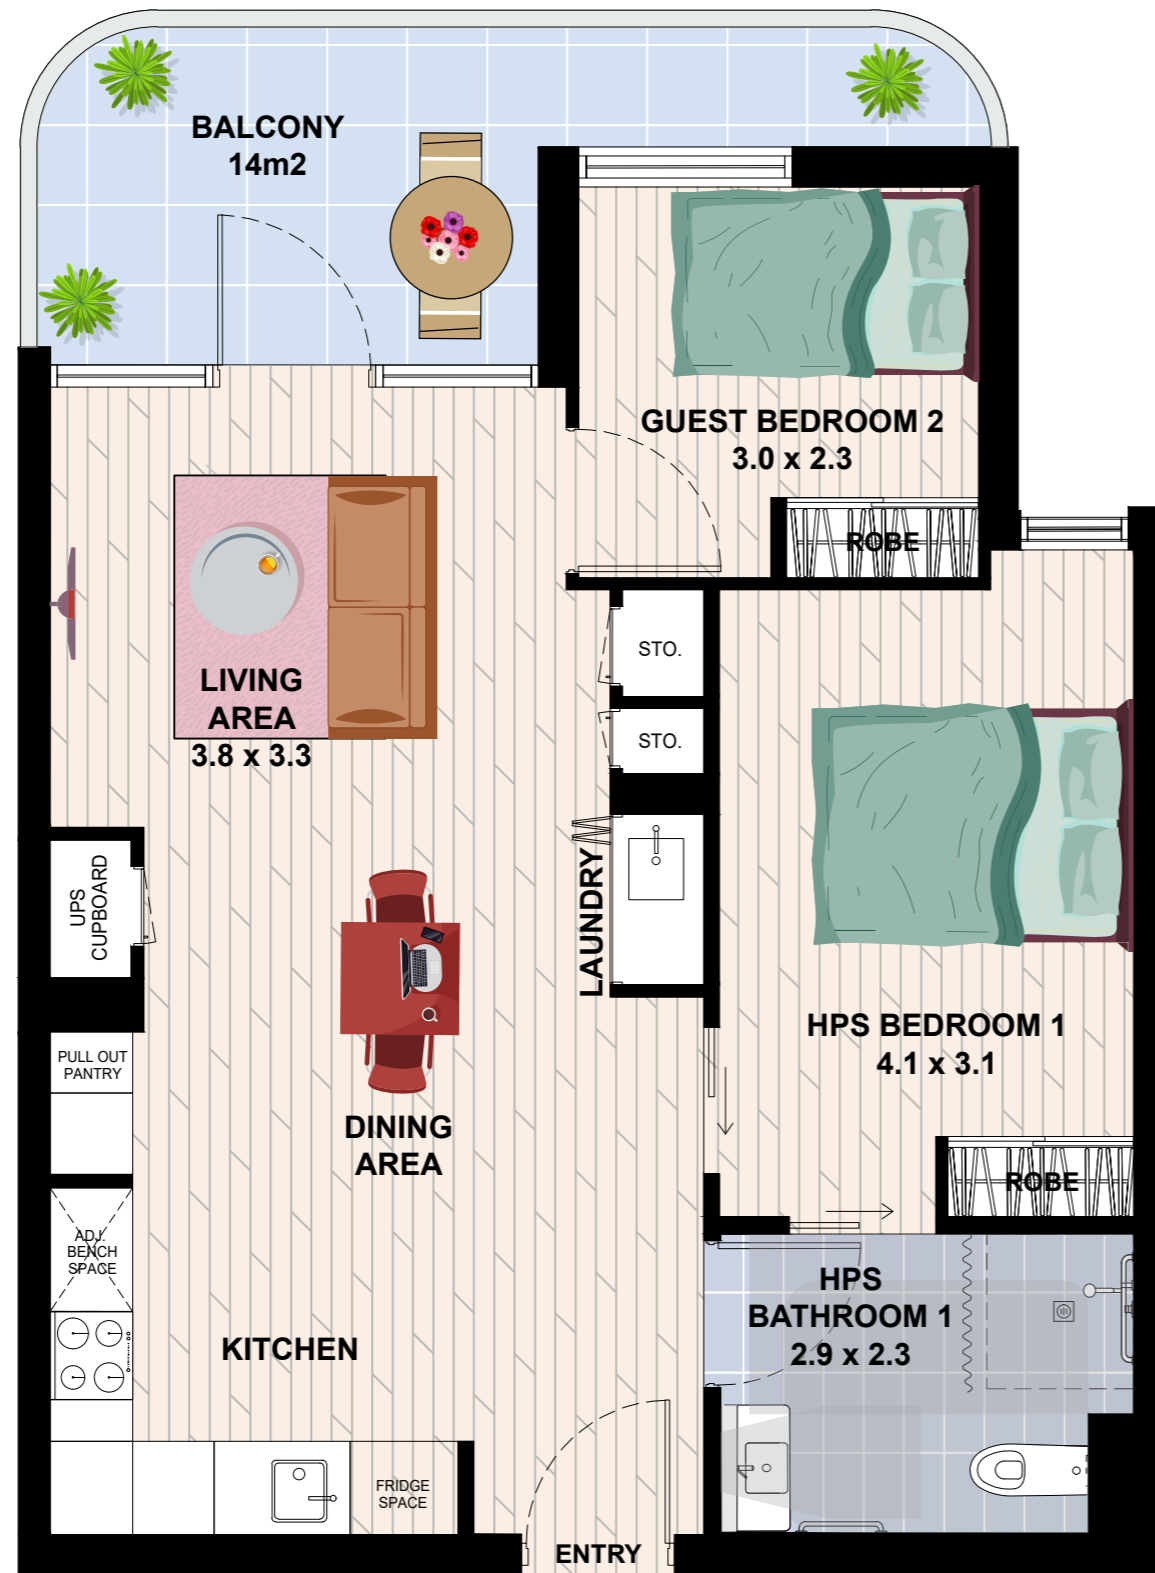 BALCONY
14m2
GUEST BEDROOM 2
3.0 x 2.3
ROBE
STO.
LIVING
AREA
3.8 x 3.3
STO.
UPS
CUPBOARD
LAUNDRY
HPS BEDROOM 1
4.1 x 3.1
PULL OUT
PANTRY
DINING
AREA
ROBE
ADJ.
BENCH
SPACE
HPS
BATHROOM 1
2.9 x 2.3
KITCHEN
FRIDGE
SPACE
ENTRY